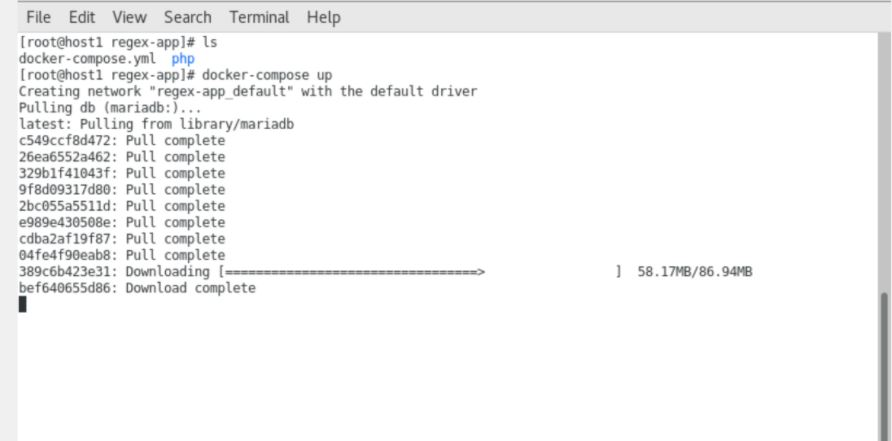 File Edit View Search Terminal Help
[root@host1 regex-app]# ls
docker-compose.yml  php
[root@host1 regex-app]# docker-compose up
Creating network "regex-app_default" with the default driver
Pulling db (mariadb:)...
latest: Pulling from library/mariadb
c549ccf8d472: Pull complete
26ea6552a462: Pull complete
329b1f41043f: Pull complete
9f8d09317d80: Pull complete
2bc055a5511d: Pull complete
e989e430508e: Pull complete
cdba2af19f87: Pull complete
04fe4f90eab8: Pull complete
389c6b423e31: Downloading [=================================>                 ]  58.17MB/86.94MB
bef640655d86: Download complete